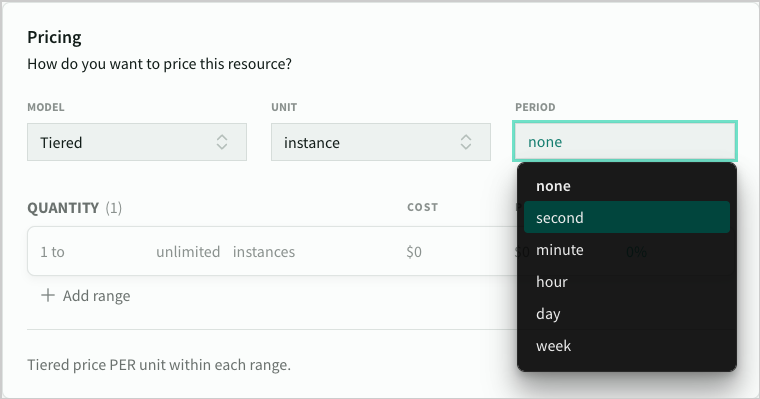 Pricing
How do you want to price this resource?
MODEL UNIT PERIOD
Tiered instance none
none
second
minute
hour
day
week
QUANTITY (1) COST
1 to unlimited instances $0 $0 0%
Add range
Tiered price PER unit within each range.